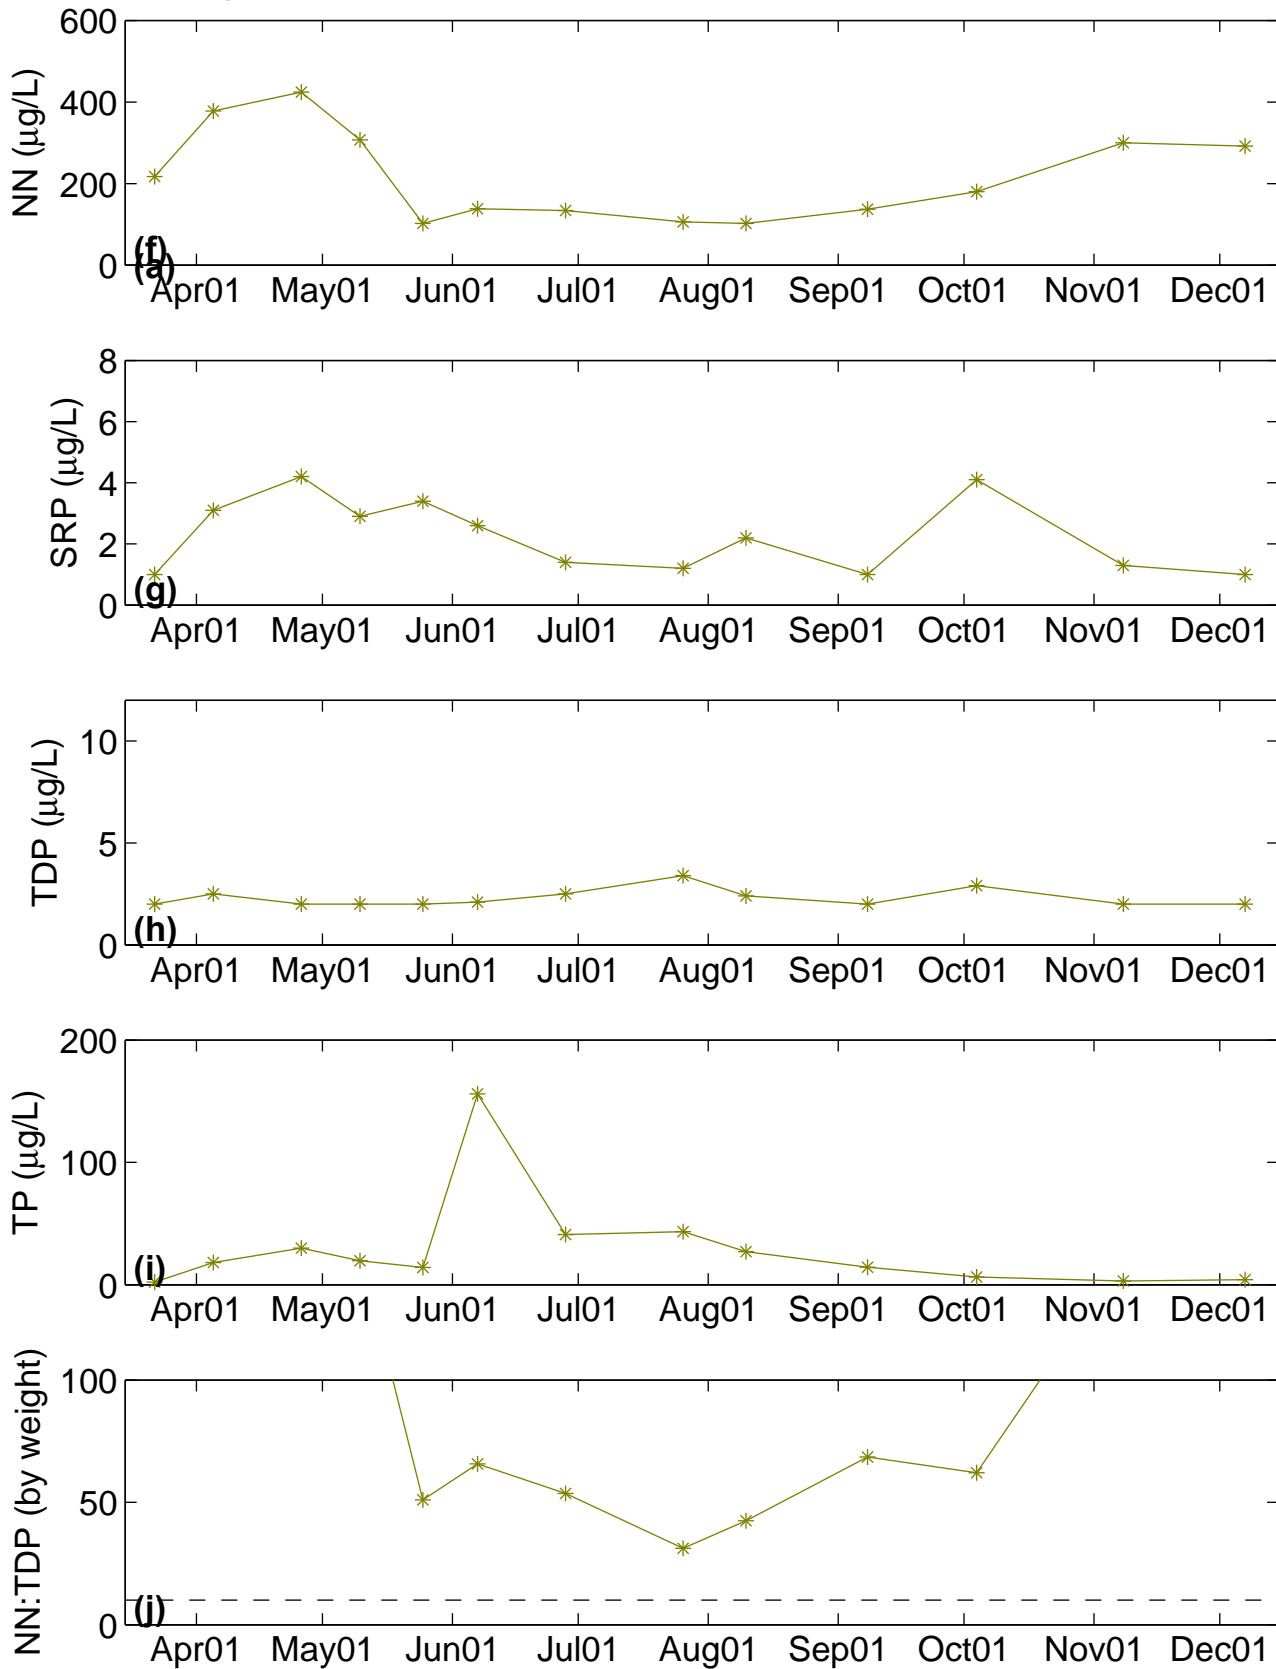 600
400
200
0
NN (µg/L)
(f)
(a)
Apr01 May01 Jun01 Jul01 Aug01 Sep01 Oct01 Nov01 Dec01
8
6
4
2
0
SRP (µg/L)
(g)
Apr01 May01 Jun01 Jul01 Aug01 Sep01 Oct01 Nov01 Dec01
10
5
0
TDP (µg/L)
(h)
Apr01 May01 Jun01 Jul01 Aug01 Sep01 Oct01 Nov01 Dec01
200
100
0
TP (µg/L)
(i)
Apr01 May01 Jun01 Jul01 Aug01 Sep01 Oct01 Nov01 Dec01
100
50
0
NN:TDP (by weight)
(j)
Apr01 May01 Jun01 Jul01 Aug01 Sep01 Oct01 Nov01 Dec01